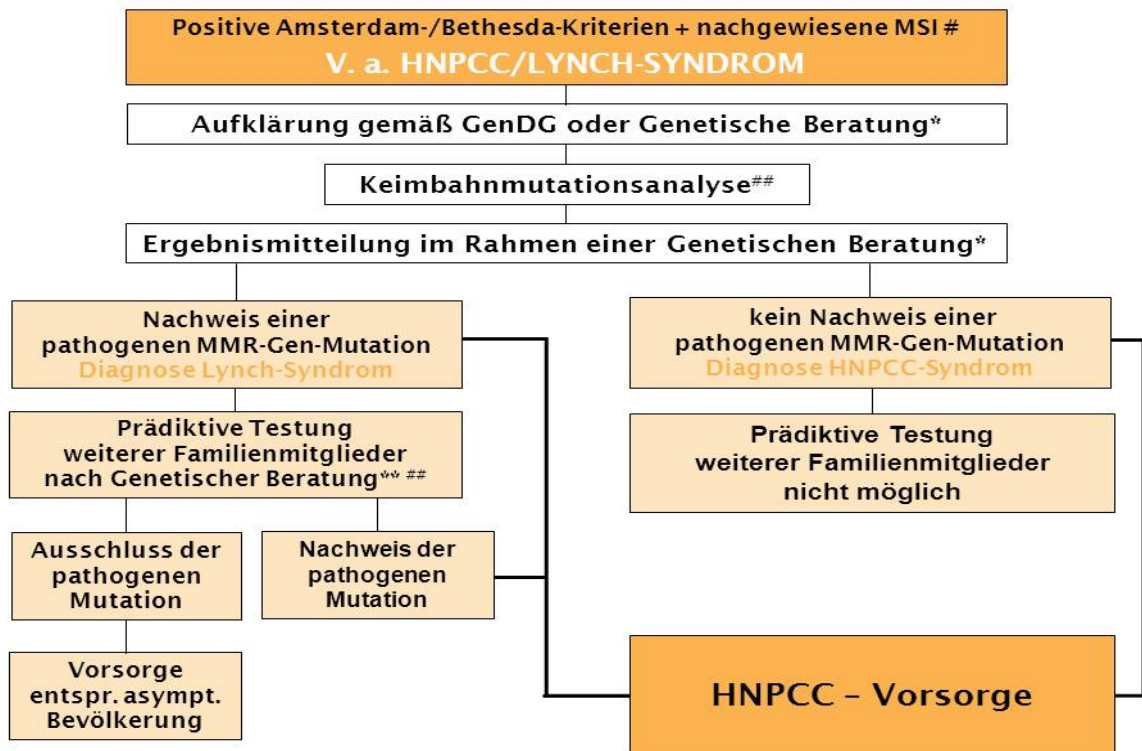 Positive Amsterdam-/Bethesda-Kriterien + nachgewiesene MSI #
V. a. HNPCC/LYNCH-SYNDROM
Aufklärung gemäß GenDG oder Genetische Beratung*
Keimbahnmutationsanalyse##
Ergebnismitteilung im Rahmen einer Genetischen Beratung*
Nachweis einer
pathogenen MMR-Gen-Mutation
Diagnose Lynch-Syndrom
kein Nachweis einer
pathogenen MMR-Gen-Mutation
Diagnose HNPCC-Syndrom
Prädiktive Testung
weiterer Familienmitglieder
nach Genetischer Beratung** ##
Prädiktive Testung
weiterer Familienmitglieder
nicht möglich
Ausschluss der
pathogenen
Mutation
Nachweis der
pathogenen
Mutation
Vorsorge
entspr. asympt.
Bevölkerung
HNPCC – Vorsorge